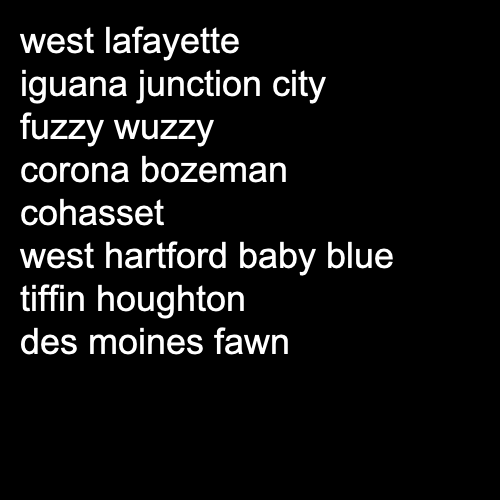 west lafayette
iguana junction city
fuzzy wuzzy
corona bozeman
cohasset
west hartford baby blue
tiffin houghton
des moines fawn